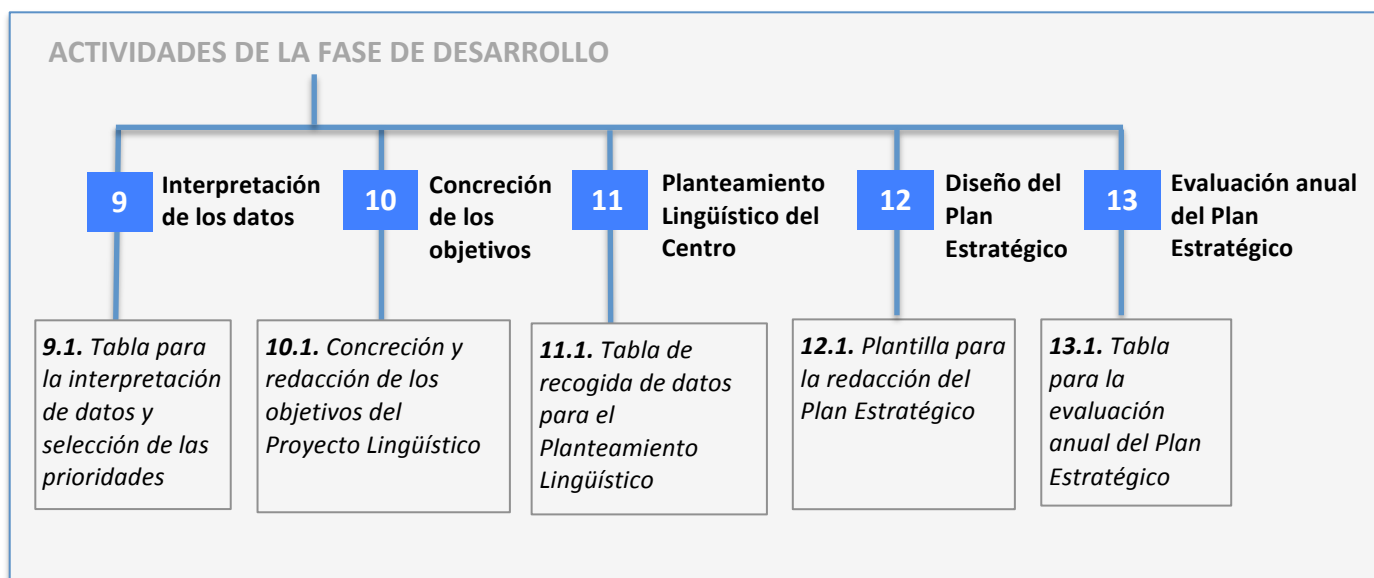 ACTIVIDADES DE LA FASE DE DESARROLLO
9
Interpretación
de los datos
10
Concreción
de los
objetivos
11
Planteamiento
Lingüístico del
Centro
12
Diseño del
Plan
Estratégico
13
Evaluación anual
del Plan
Estratégico
9.1. Tabla para
la interpretación
de datos y
selección de las
prioridades
10.1. Concreción y
redacción de los
objetivos del
Proyecto Lingüístico
11.1. Tabla de
recogida de datos
para el
Planteamiento
Lingüístico
12.1. Plantilla para
la redacción del
Plan Estratégico
13.1. Tabla
para la
evaluación
anual del Plan
Estratégico